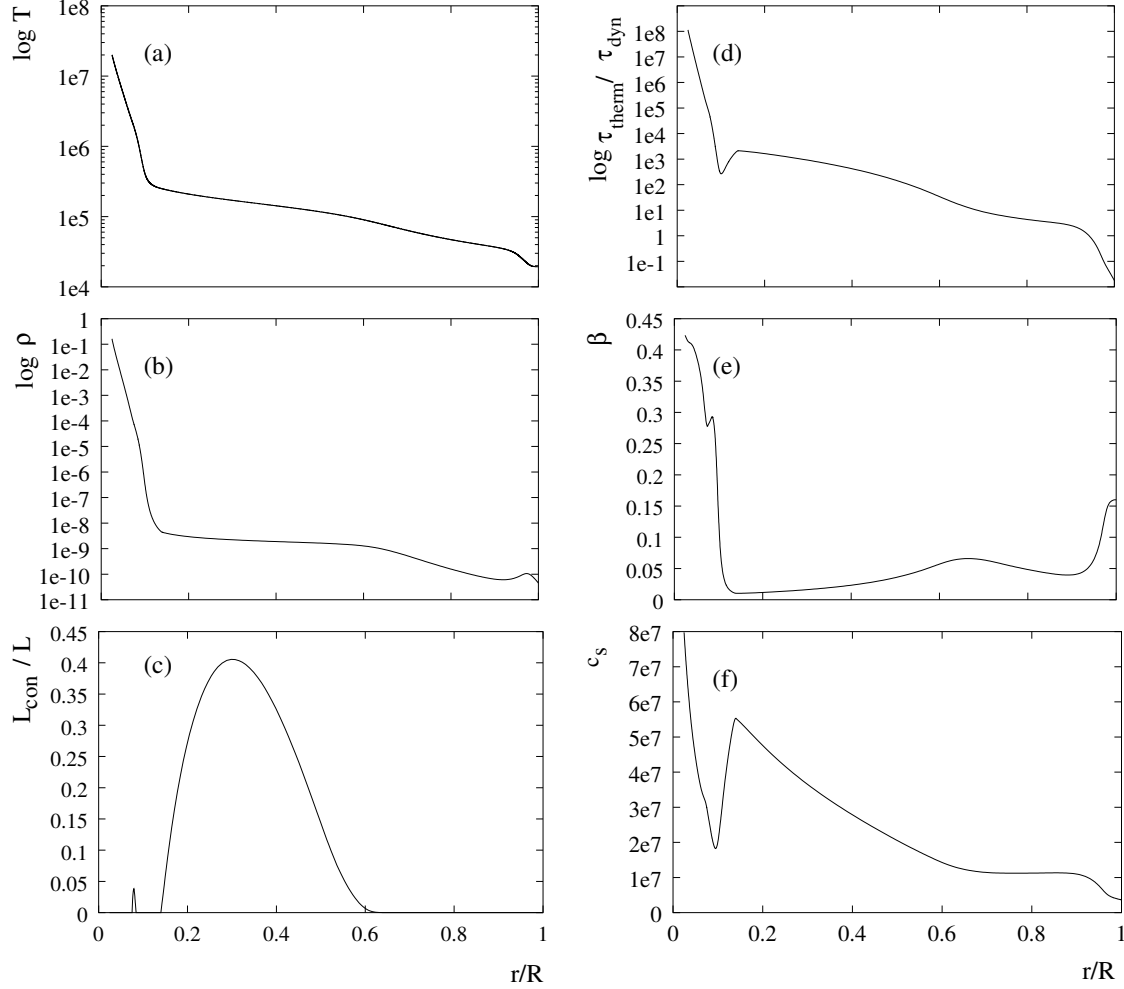 log T
1e8
1e7
1e6
1e5
1e4
(a)
log τtherm / τdyn
1e8
1e7
1e6
1e5
1e4
1e3
1e2
1e1
1
1e-1
(d)
log ρ
1
1e-1
1e-2
1e-3
1e-4
1e-5
1e-6
1e-7
1e-8
1e-9
1e-10
1e-11
(b)
β
0.45
0.4
0.35
0.3
0.25
0.2
0.15
0.1
0.05
0
(e)
Lcon / L
0.45
0.4
0.35
0.3
0.25
0.2
0.15
0.1
0.05
0
(c)
0 0.2 0.4 0.6 0.8 1
r/R
cs
8e7
7e7
6e7
5e7
4e7
3e7
2e7
1e7
0
(f)
0 0.2 0.4 0.6 0.8 1
r/R